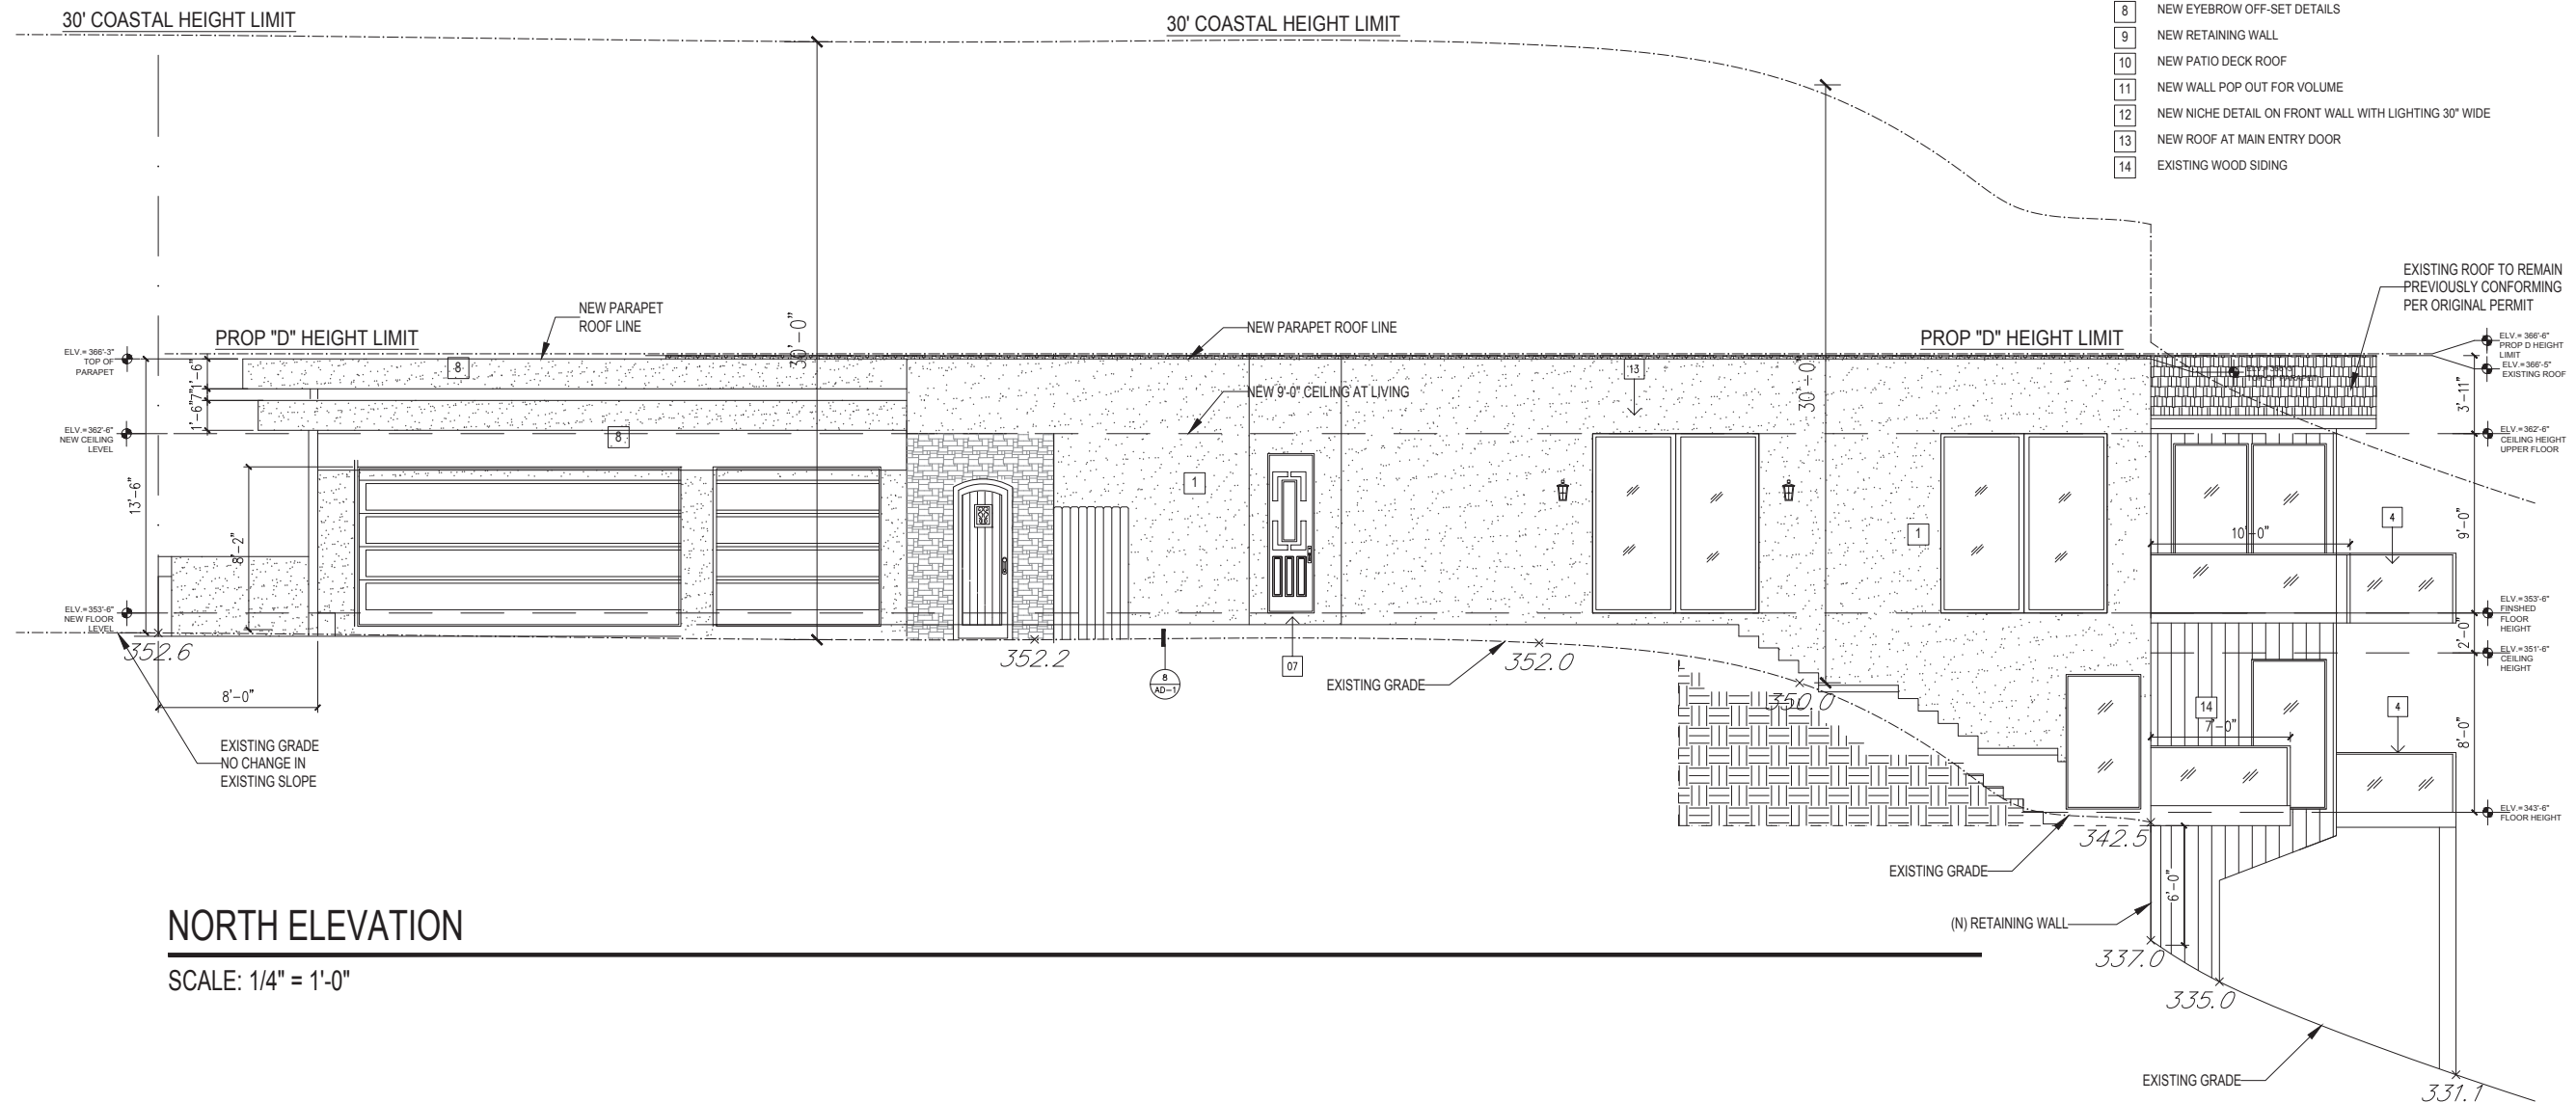 30' COASTAL HEIGHT LIMIT
30' COASTAL HEIGHT LIMIT
8 NEW EYEBROW OFF-SET DETAILS
9 NEW RETAINING WALL
10 NEW PATIO DECK ROOF
11 NEW WALL POP OUT FOR VOLUME
12 NEW NICHE DETAIL ON FRONT WALL WITH LIGHTING 30" WIDE
13 NEW ROOF AT MAIN ENTRY DOOR
14 EXISTING WOOD SIDING
EXISTING ROOF TO REMAIN
PREVIOUSLY CONFORMING
PER ORIGINAL PERMIT
NEW PARAPET
ROOF LINE
PROP "D" HEIGHT LIMIT
30'-0"
NEW PARAPET ROOF LINE
PROP "D" HEIGHT LIMIT
30'-0"
ELV.= 366'-3"
TOP OF
PARAPET
ELV.= 366'-6"
PROP D HEIGHT
LIMIT
ELV.= 366'-5"
EXISTING ROOF
1'-6"
7"
1'-6"
8
13
TOP OF PARAPET
3'-11"
NEW 9'-0" CEILING AT LIVING
ELV.= 362'-6"
NEW CEILING
LEVEL
8
ELV.=362'-6"
CEILING HEIGHT
UPPER FLOOR
13'-6"
8'-2"
1
1
10'-0"
4
9'-0"
ELV.= 353'-6"
NEW FLOOR
LEVEL
ELV.=353'-6"
FINSHED
FLOOR
HEIGHT
2'-0"
352.6
352.2
8
AD-1
07
352.0
EXISTING GRADE
350.0
ELV.=351'-6"
CEILING
HEIGHT
8'-0"
14
7'-0"
4
8'-0"
EXISTING GRADE
NO CHANGE IN
EXISTING SLOPE
ELV.=343'-6"
FLOOR HEIGHT
342.5
EXISTING GRADE
6'-0"
(N) RETAINING WALL
NORTH ELEVATION
SCALE: 1/4" = 1'-0"
337.0
335.0
EXISTING GRADE
331.1